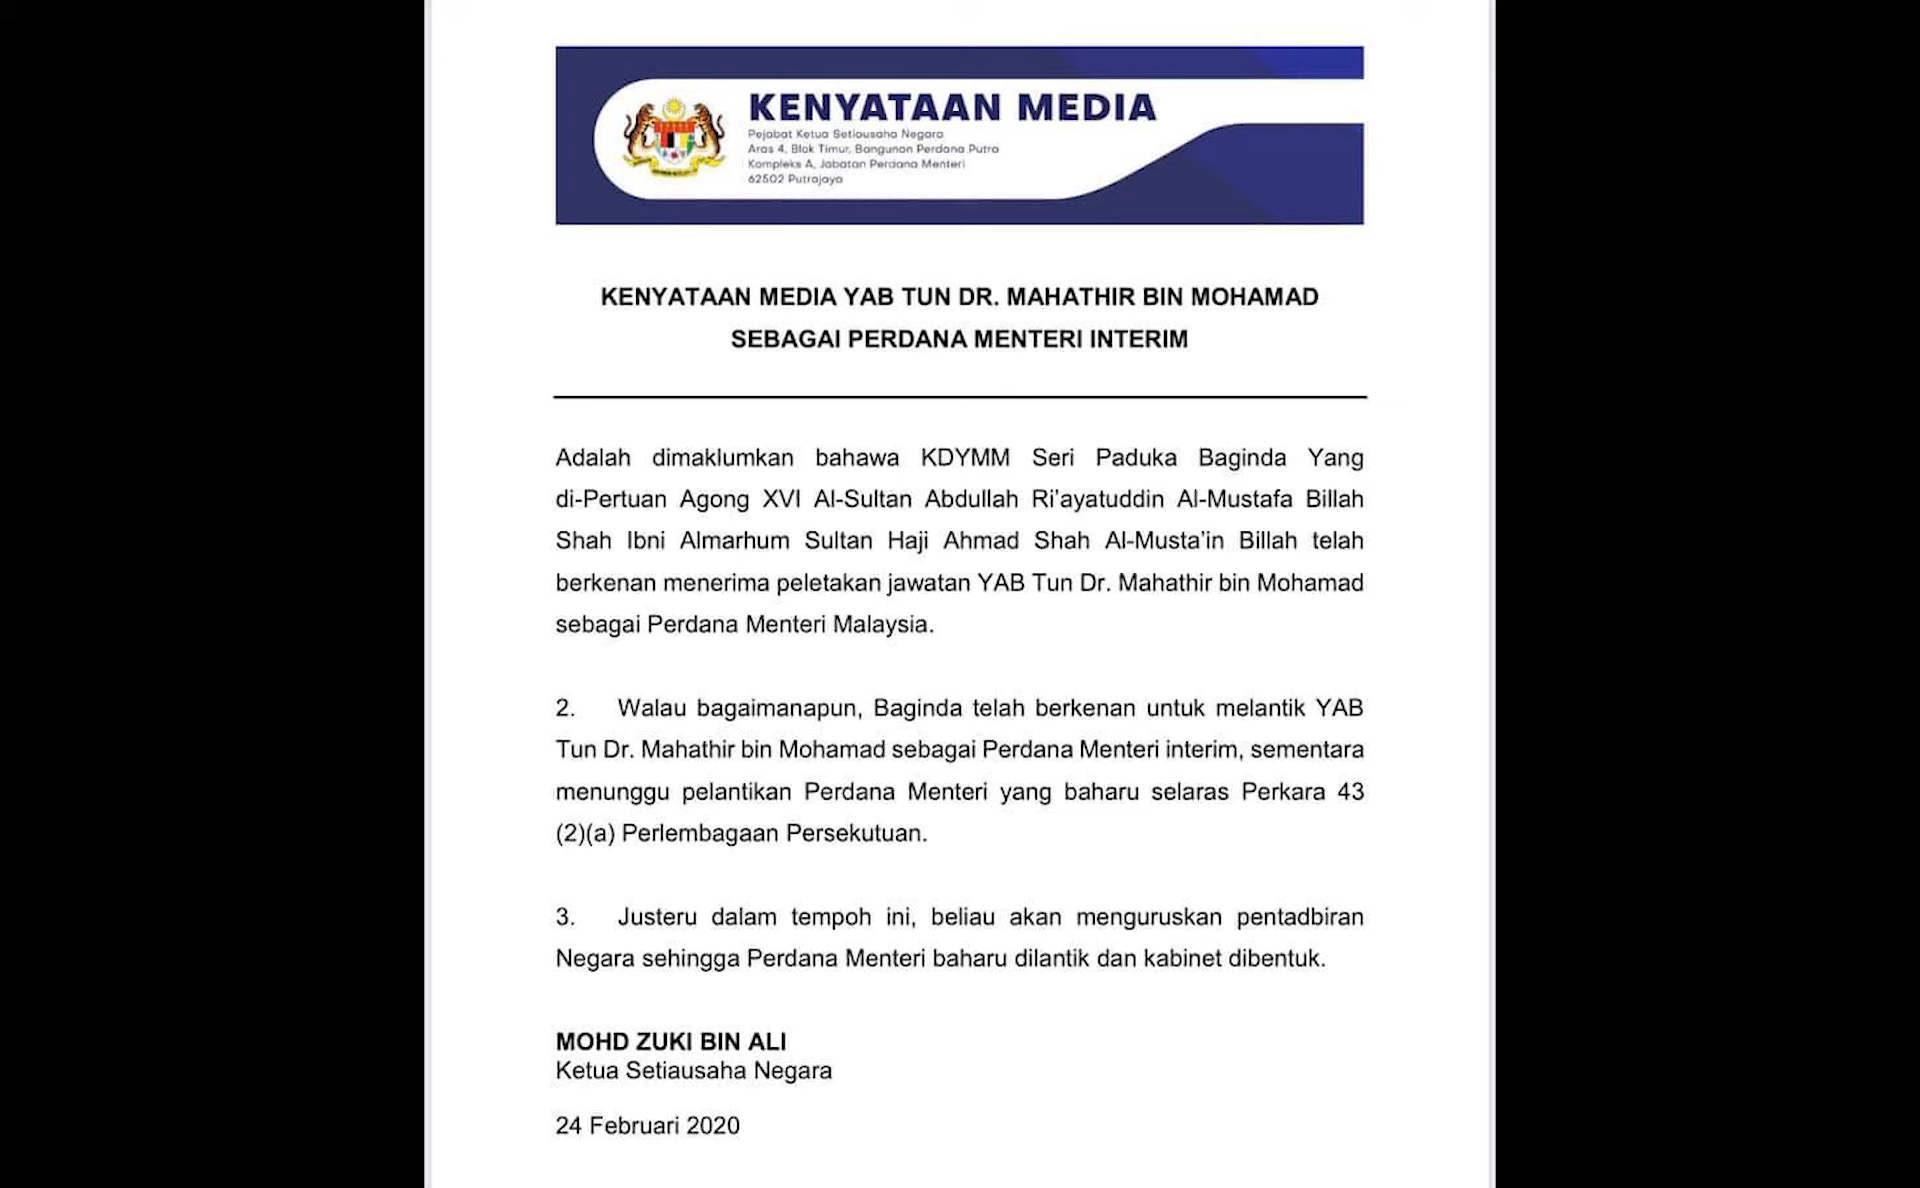 KENYATAAN MEDIA
Pejabat Ketua Setiausaha Negara
Aras 4, Blok Timur, Bangunan Perdana Putra
Kompleks A, Jabatan Perdana Menteri
62502 Putrajaya
KENYATAAN MEDIA YAB TUN DR. MAHATHIR BIN MOHAMAD
SEBAGAI PERDANA MENTERI INTERIM
Adalah dimaklumkan bahawa KDYMM Seri Paduka Baginda Yang
di-Pertuan Agong XVI Al-Sultan Abdullah Ri’ayatuddin Al-Mustafa Billah
Shah Ibni Almarhum Sultan Haji Ahmad Shah Al-Musta’in Billah telah
berkenan menerima peletakan jawatan YAB Tun Dr. Mahathir bin Mohamad
sebagai Perdana Menteri Malaysia.
2. Walau bagaimanapun, Baginda telah berkenan untuk melantik YAB
Tun Dr. Mahathir bin Mohamad sebagai Perdana Menteri interim, sementara
menunggu pelantikan Perdana Menteri yang baharu selaras Perkara 43
(2)(a) Perlembagaan Persekutuan.
3. Justeru dalam tempoh ini, beliau akan menguruskan pentadbiran
Negara sehingga Perdana Menteri baharu dilantik dan kabinet dibentuk.
MOHD ZUKI BIN ALI
Ketua Setiausaha Negara
24 Februari 2020